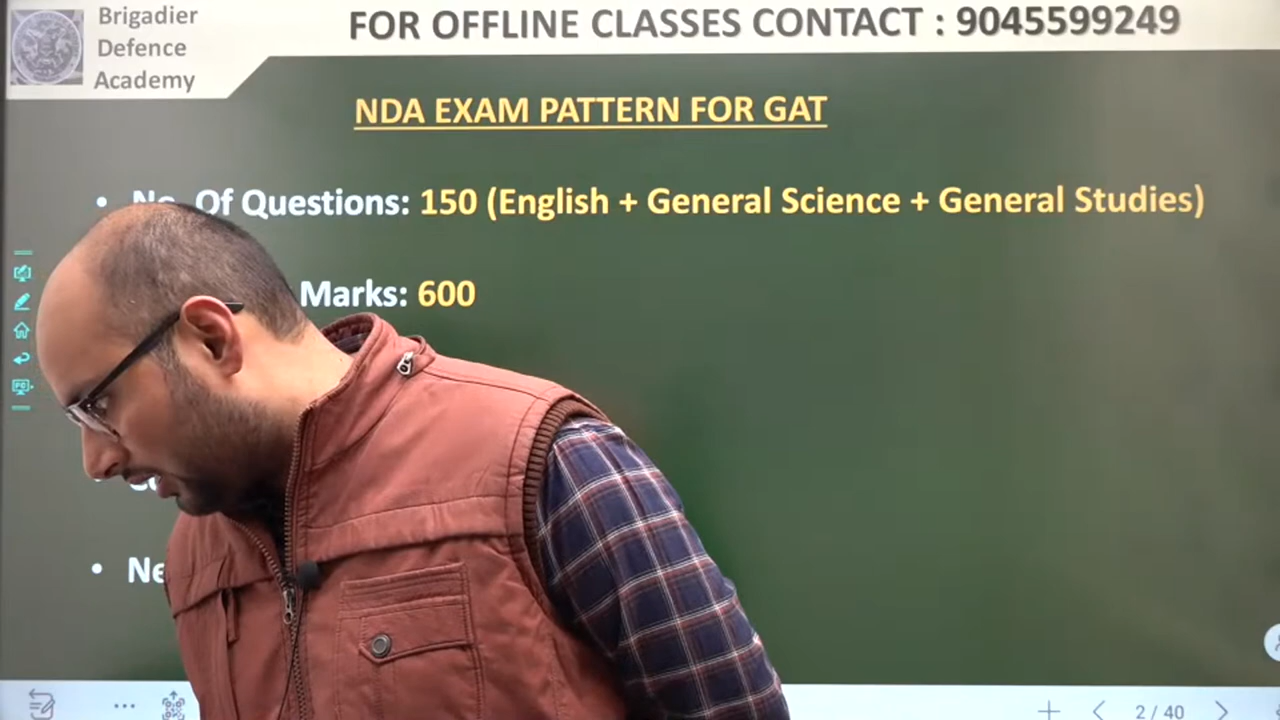 Brigadier
Defence
Academy
FOR OFFLINE CLASSES CONTACT : 9045599249
NDA EXAM PATTERN FOR GAT
• No. Of Questions: 150 (English + General Science + General Studies)
Marks: 600
2 / 40